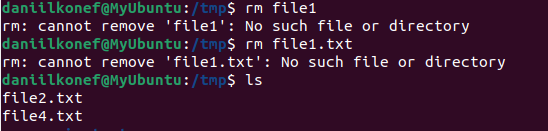 daniilkonef@MyUbuntu:/tmp$ rm file1
rm: cannot remove 'file1': No such file or directory
daniilkonef@MyUbuntu:/tmp$ rm file1.txt
rm: cannot remove 'file1.txt': No such file or directory
daniilkonef@MyUbuntu:/tmp$ ls
file2.txt
file4.txt